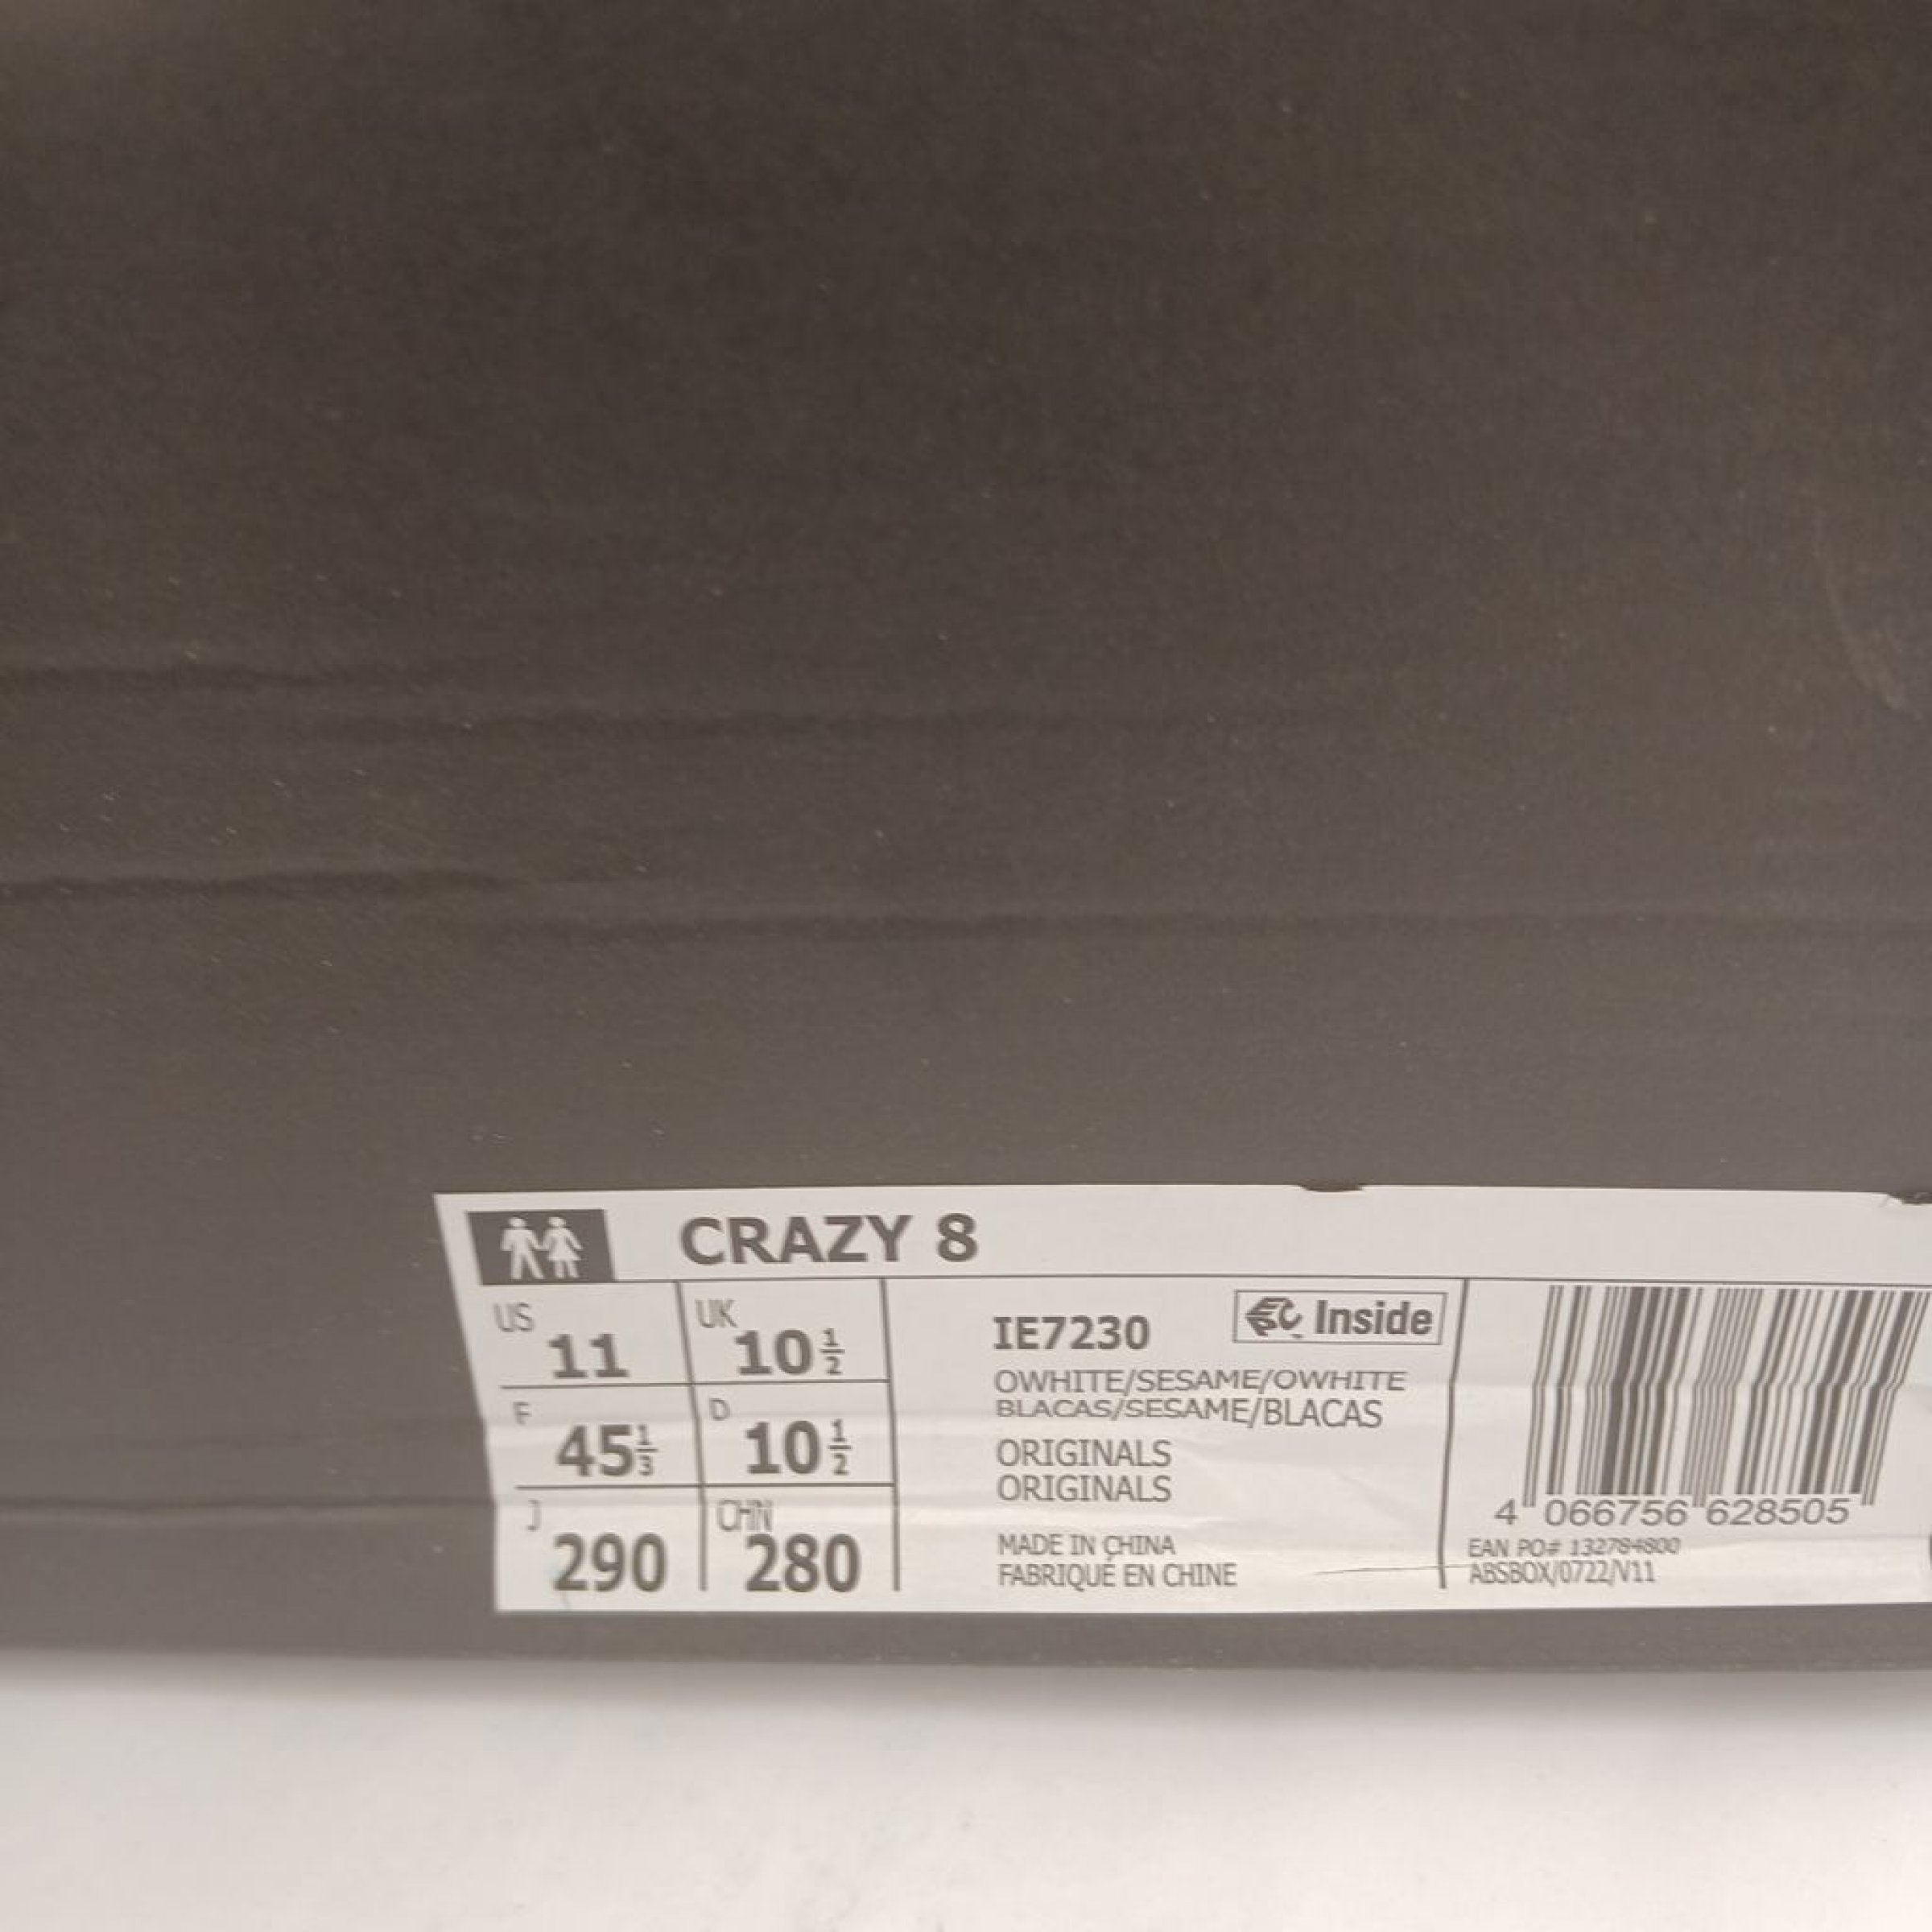 CRAZY 8
US 11 UK 10 1/2
F 45 1/3 D 10 1/2
J 290 CHN 280
IE7230 EPC Inside
OWHITE/SESAME/OWHITE
BLACAS/SESAME/BLACAS
ORIGINALS
ORIGINALS
MADE IN CHINA
FABRIQUÉ EN CHINE
4 066756 628505
EAN PO# 132784800
ABSBOX/0722/V11